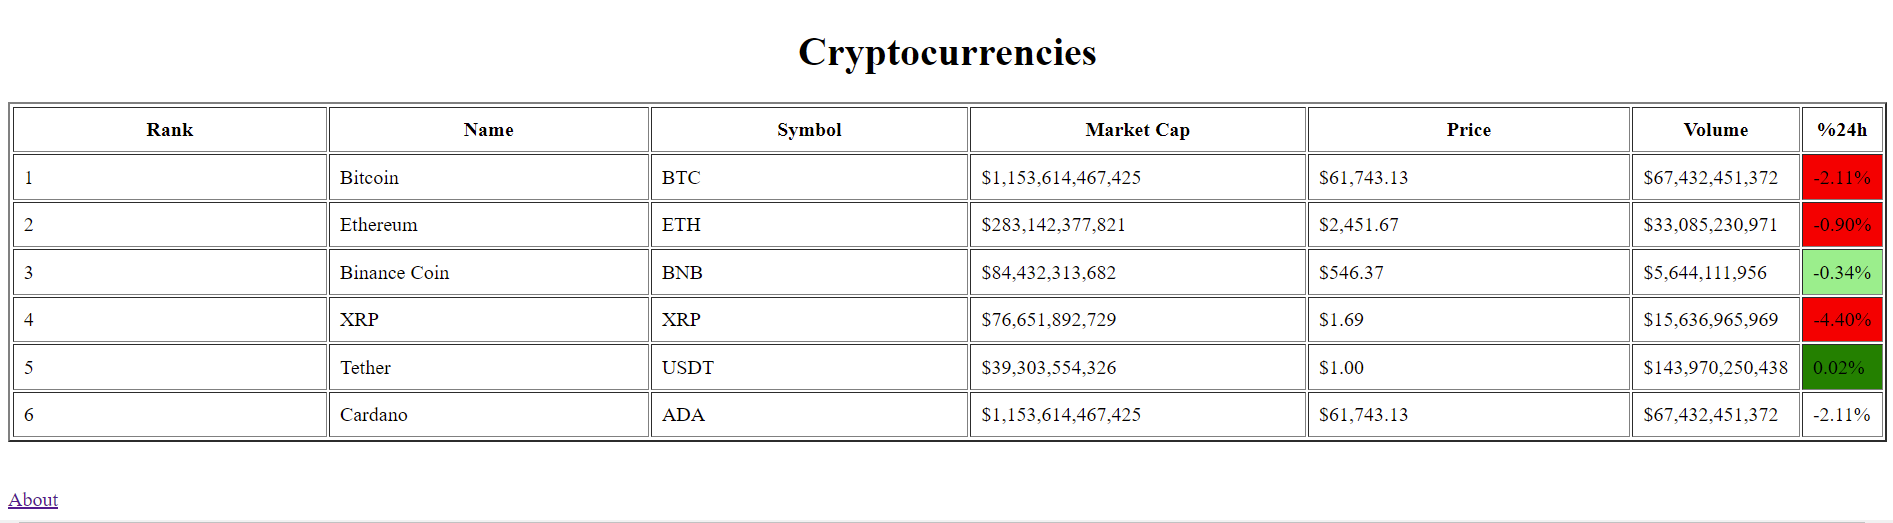 Cryptocurrencies
Rank Name Symbol Market Cap Price Volume %24h
1 Bitcoin BTC $1,153,614,467,425 $61,743.13 $67,432,451,372 -2.11%
2 Ethereum ETH $283,142,377,821 $2,451.67 $33,085,230,971 -0.90%
3 Binance Coin BNB $84,432,313,682 $546.37 $5,644,111,956 -0.34%
4 XRP XRP $76,651,892,729 $1.69 $15,636,965,969 -4.40%
5 Tether USDT $39,303,554,326 $1.00 $143,970,250,438 0.02%
6 Cardano ADA $1,153,614,467,425 $61,743.13 $67,432,451,372 -2.11%
About